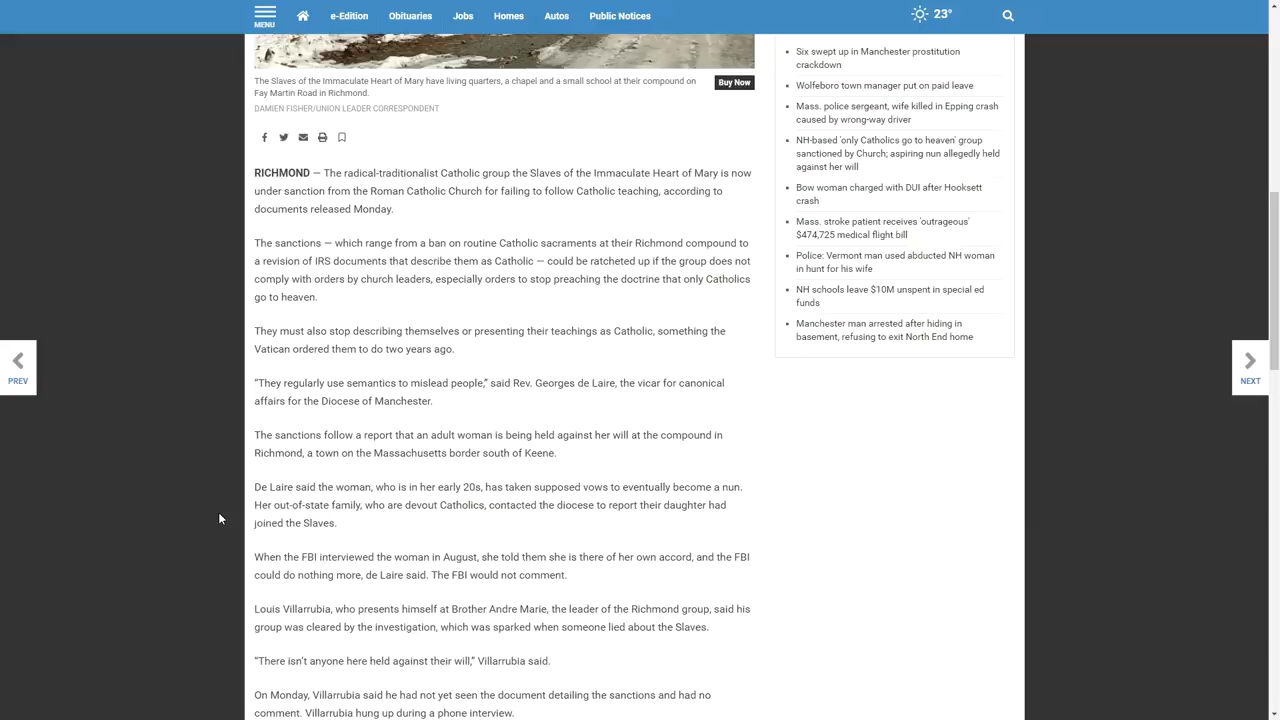 MENU
e-Edition
Obituaries
Jobs
Homes
Autos
Public Notices
23°
The Slaves of the Immaculate Heart of Mary have living quarters, a chapel and a small school at their compound on
Fay Martin Road in Richmond.
Buy Now
DAMIEN FISHER/UNION LEADER CORRESPONDENT
RICHMOND — The radical-traditionalist Catholic group the Slaves of the Immaculate Heart of Mary is now
under sanction from the Roman Catholic Church for failing to follow Catholic teaching, according to
documents released Monday.
The sanctions — which range from a ban on routine Catholic sacraments at their Richmond compound to
a revision of IRS documents that describe them as Catholic — could be ratcheted up if the group does not
comply with orders by church leaders, especially orders to stop preaching the doctrine that only Catholics
go to heaven.
They must also stop describing themselves or presenting their teachings as Catholic, something the
Vatican ordered them to do two years ago.
“They regularly use semantics to mislead people,” said Rev. Georges de Laire, the vicar for canonical
affairs for the Diocese of Manchester.
The sanctions follow a report that an adult woman is being held against her will at the compound in
Richmond, a town on the Massachusetts border south of Keene.
De Laire said the woman, who is in her early 20s, has taken supposed vows to eventually become a nun.
Her out-of-state family, who are devout Catholics, contacted the diocese to report their daughter had
joined the Slaves.
When the FBI interviewed the woman in August, she told them she is there of her own accord, and the FBI
could do nothing more, de Laire said. The FBI would not comment.
Louis Villarrubia, who presents himself at Brother Andre Marie, the leader of the Richmond group, said his
group was cleared by the investigation, which was sparked when someone lied about the Slaves.
“There isn’t anyone here held against their will,” Villarrubia said.
On Monday, Villarrubia said he had not yet seen the document detailing the sanctions and had no
comment. Villarrubia hung up during a phone interview.
Six swept up in Manchester prostitution
crackdown
Wolfeboro town manager put on paid leave
Mass. police sergeant, wife killed in Epping crash
caused by wrong-way driver
NH-based 'only Catholics go to heaven' group
sanctioned by Church; aspiring nun allegedly held
against her will
Bow woman charged with DUI after Hooksett
crash
Mass. stroke patient receives 'outrageous'
$474,725 medical flight bill
Police: Vermont man used abducted NH woman
in hunt for his wife
NH schools leave $10M unspent in special ed
funds
Manchester man arrested after hiding in
basement, refusing to exit North End home
PREV
NEXT